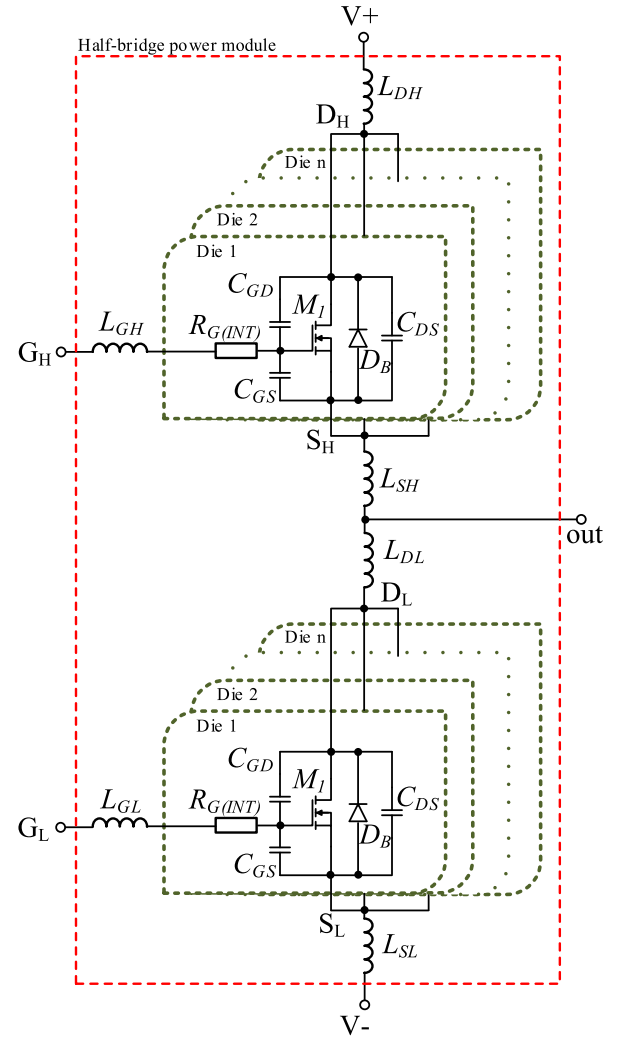 V+
Half-bridge power module
L_DH
D_H
Die n
Die 2
Die 1
C_GD
M_1
L_GH
R_G(INT)
C_DS
G_H
D_B
C_GS
S_H
L_SH
out
L_DL
D_L
Die n
Die 2
Die 1
C_GD
M_1
L_GL
R_G(INT)
C_DS
G_L
D_B
C_GS
S_L
L_SL
V-